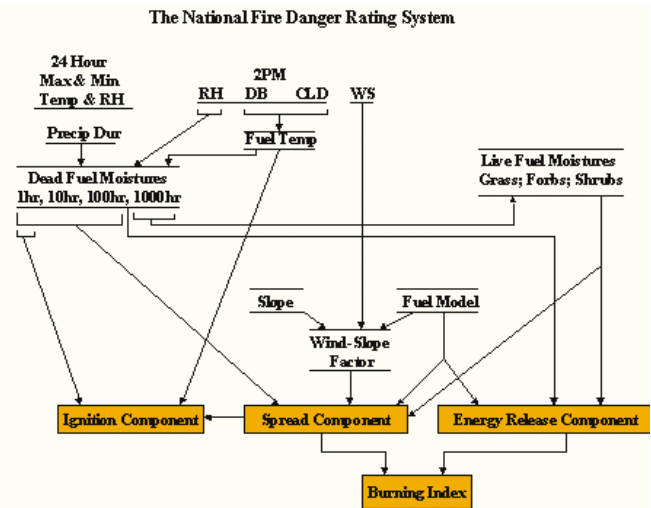 The National Fire Danger Rating System
24 Hour
Max & Min
Temp & RH
2PM
RH DB CLD WS
Precip Dur
Fuel Temp
Dead Fuel Moistures
1hr, 10hr, 100hr, 1000hr
Live Fuel Moistures
Grass; Forbs; Shrubs
Slope
Fuel Model
Wind-Slope
Factor
Ignition Component
Spread Component
Energy Release Component
Burning Index